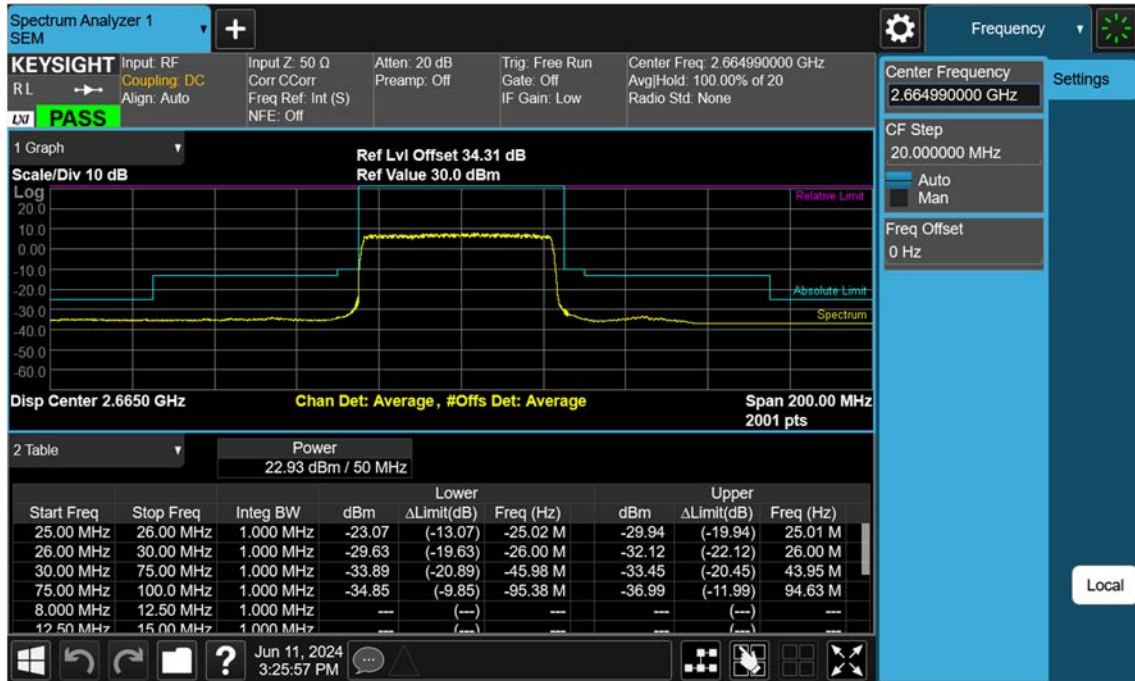 Spectrum Analyzer 1
SEM
+
Frequency
KEYSIGHT
RL
LXI PASS
Input: RF
Coupling: DC
Align: Auto
Input Z: 50 Ω
Corr CCorr
Freq Ref: Int (S)
NFE: Off
Atten: 20 dB
Preamp: Off
Trig: Free Run
Gate: Off
IF Gain: Low
Center Freq: 2.664990000 GHz
Avg|Hold: 100.00% of 20
Radio Std: None
Center Frequency
2.664990000 GHz
Settings
CF Step
20.000000 MHz
Auto
Man
Freq Offset
0 Hz
Local
1 Graph
Ref Lvl Offset 34.31 dB
Scale/Div 10 dB Ref Value 30.0 dBm
Log
Relative Limit
20.0
10.0
0.00
-10.0
-20.0
Absolute Limit
-30.0
Spectrum
-40.0
-50.0
-60.0
Disp Center 2.6650 GHz Chan Det: Average, #Offs Det: Average Span 200.00 MHz
2001 pts
2 Table
Power
22.93 dBm / 50 MHz
Lower Upper
Start Freq Stop Freq Integ BW dBm ΔLimit(dB) Freq (Hz) dBm ΔLimit(dB) Freq (Hz)
25.00 MHz 26.00 MHz 1.000 MHz -23.07 (-13.07) -25.02 M -29.94 (-19.94) 25.01 M
26.00 MHz 30.00 MHz 1.000 MHz -29.63 (-19.63) -26.00 M -32.12 (-22.12) 26.00 M
30.00 MHz 75.00 MHz 1.000 MHz -33.89 (-20.89) -45.98 M -33.45 (-20.45) 43.95 M
75.00 MHz 100.0 MHz 1.000 MHz -34.85 (-9.85) -95.38 M -36.99 (-11.99) 94.63 M
8.000 MHz 12.50 MHz 1.000 MHz --- (---) --- --- (---) ---
12.50 MHz 15.00 MHz 1.000 MHz --- (---) --- --- (---) ---
?
Jun 11, 2024
3:25:57 PM